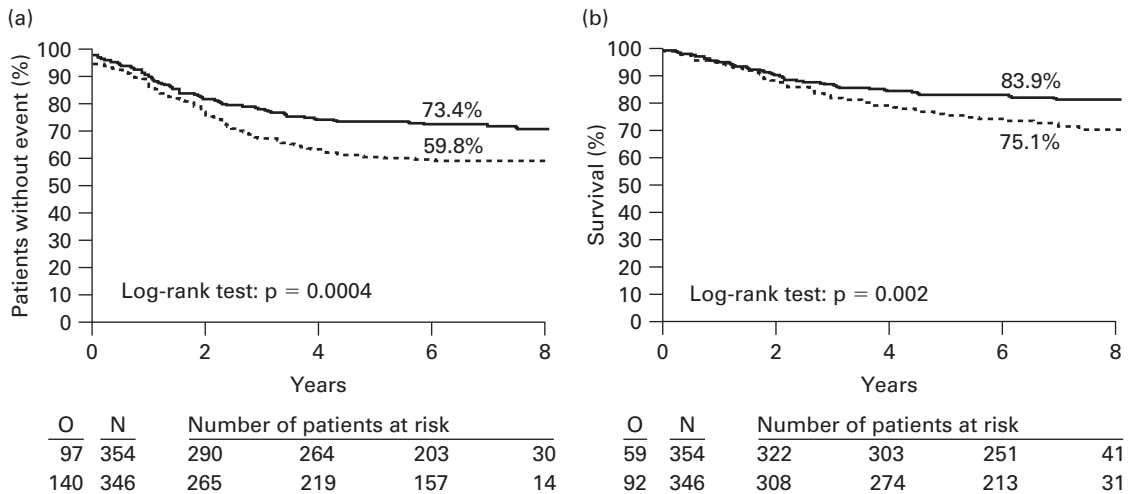 (a)
Patients without event (%)
100
90
80
70
60
50
40
30
20
10
0
73.4%
59.8%
Log-rank test: p = 0.0004
0 2 4 6 8
Years
O N Number of patients at risk
97 354 290 264 203 30
140 346 265 219 157 14
(b)
Survival (%)
100
90
80
70
60
50
40
30
20
10
0
83.9%
75.1%
Log-rank test: p = 0.002
0 2 4 6 8
Years
O N Number of patients at risk
59 354 322 303 251 41
92 346 308 274 213 31